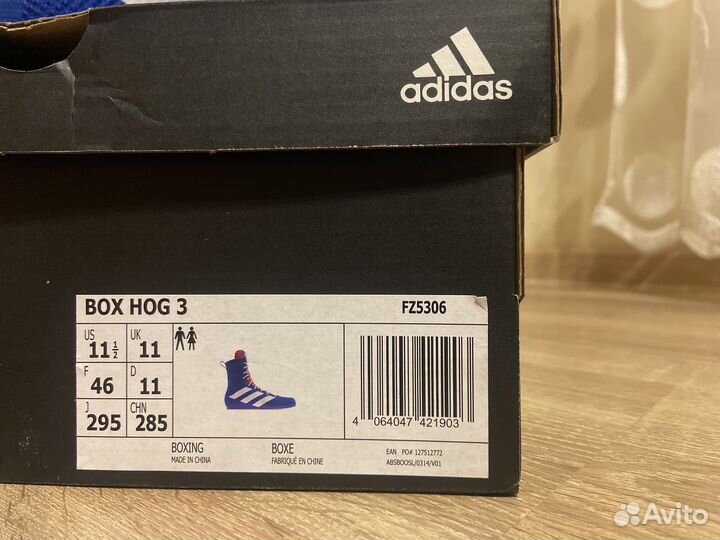 adidas
BOX HOG 3 FZ5306
US UK
11 1/2 11
F D
46 11
J CHN
295 285
4 064047 421903
BOXING BOXE
MADE IN CHINA FABRIQUÉ EN CHINE
EAN PO# 127512772
ABSBOOSL/0314/V01
Avito